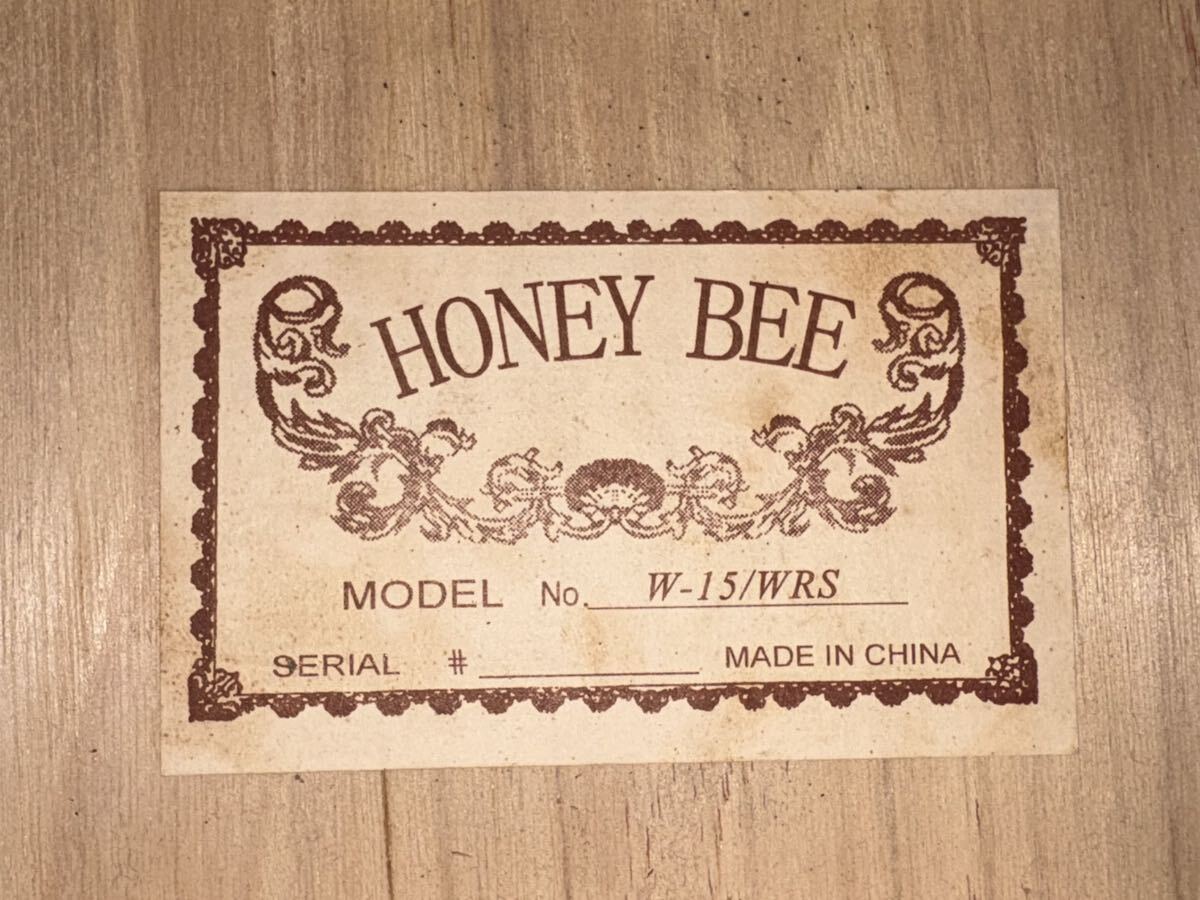 HONEY BEE
MODEL No. W-15/WRS
SERIAL # MADE IN CHINA